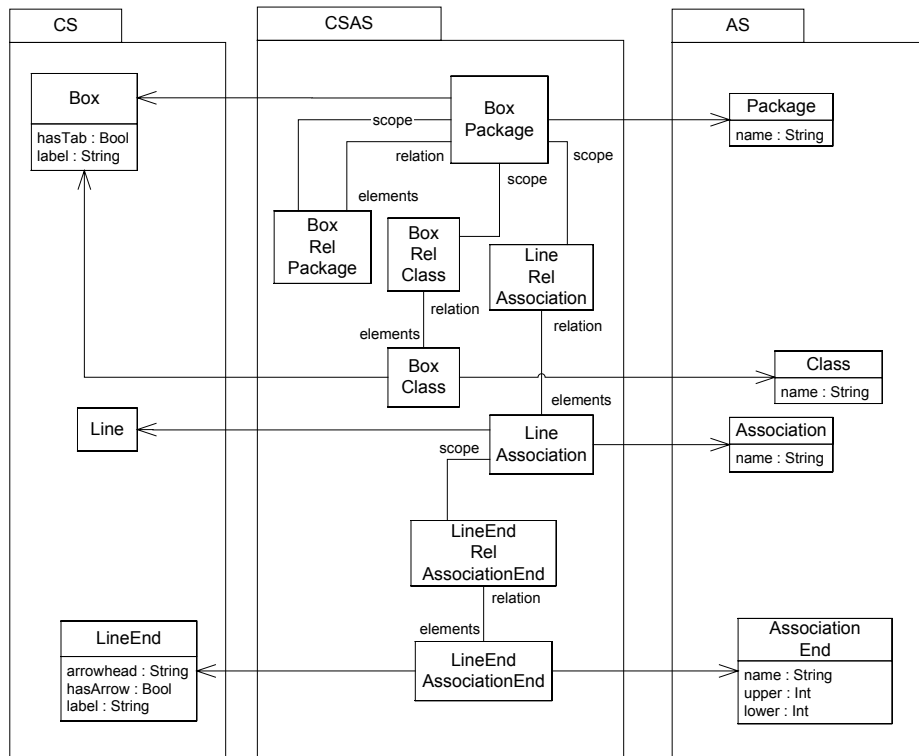 CS
CSAS
AS
Box
hasTab : Bool
label : String
Box
Package
Package
name : String
scope
relation
scope
scope
elements
Box
Rel
Package
Box
Rel
Class
Line
Rel
Association
relation
relation
elements
Box
Class
Class
name : String
elements
Line
Line
Association
Association
name : String
scope
LineEnd
Rel
AssociationEnd
relation
elements
LineEnd
arrowhead : String
hasArrow : Bool
label : String
LineEnd
AssociationEnd
Association
End
name : String
upper : Int
lower : Int